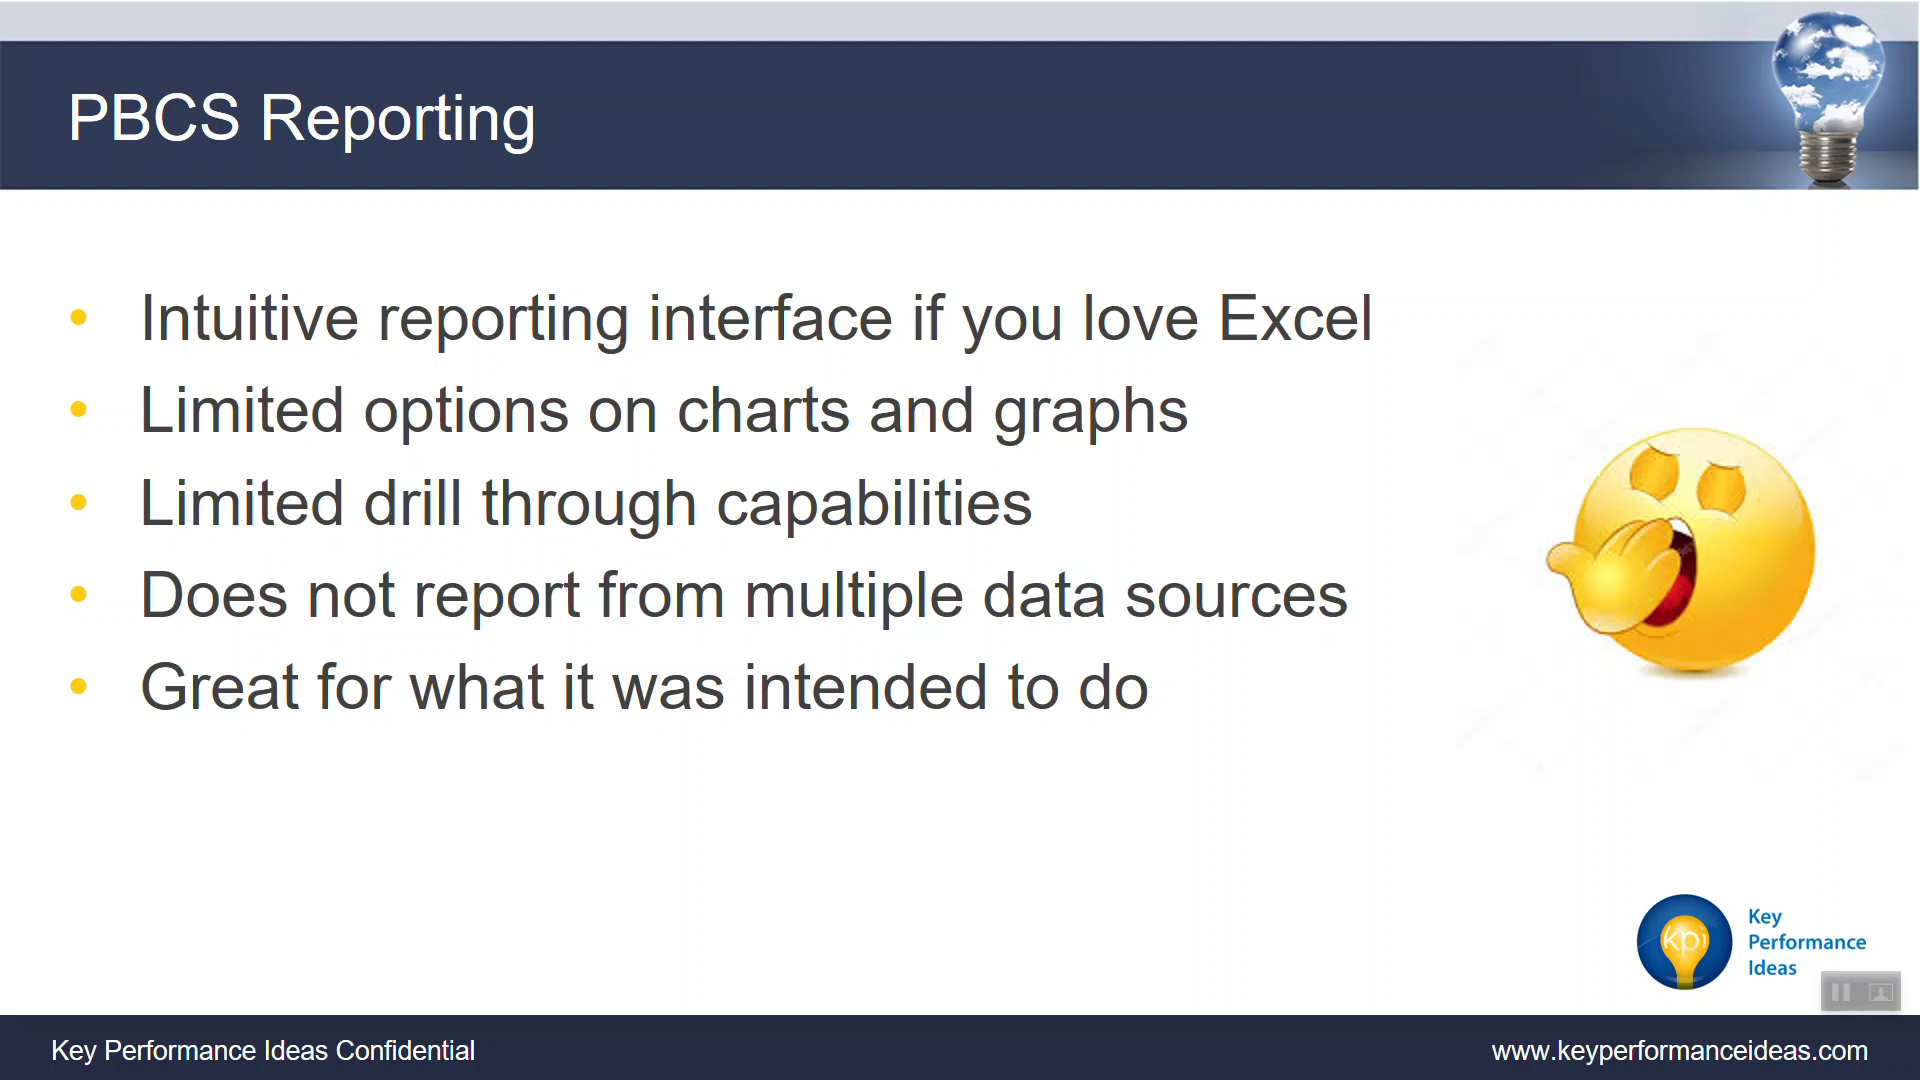 PBCS Reporting
• Intuitive reporting interface if you love Excel
• Limited options on charts and graphs
• Limited drill through capabilities
• Does not report from multiple data sources
• Great for what it was intended to do
kpi
Key
Performance
Ideas
Key Performance Ideas Confidential
www.keyperformanceideas.com